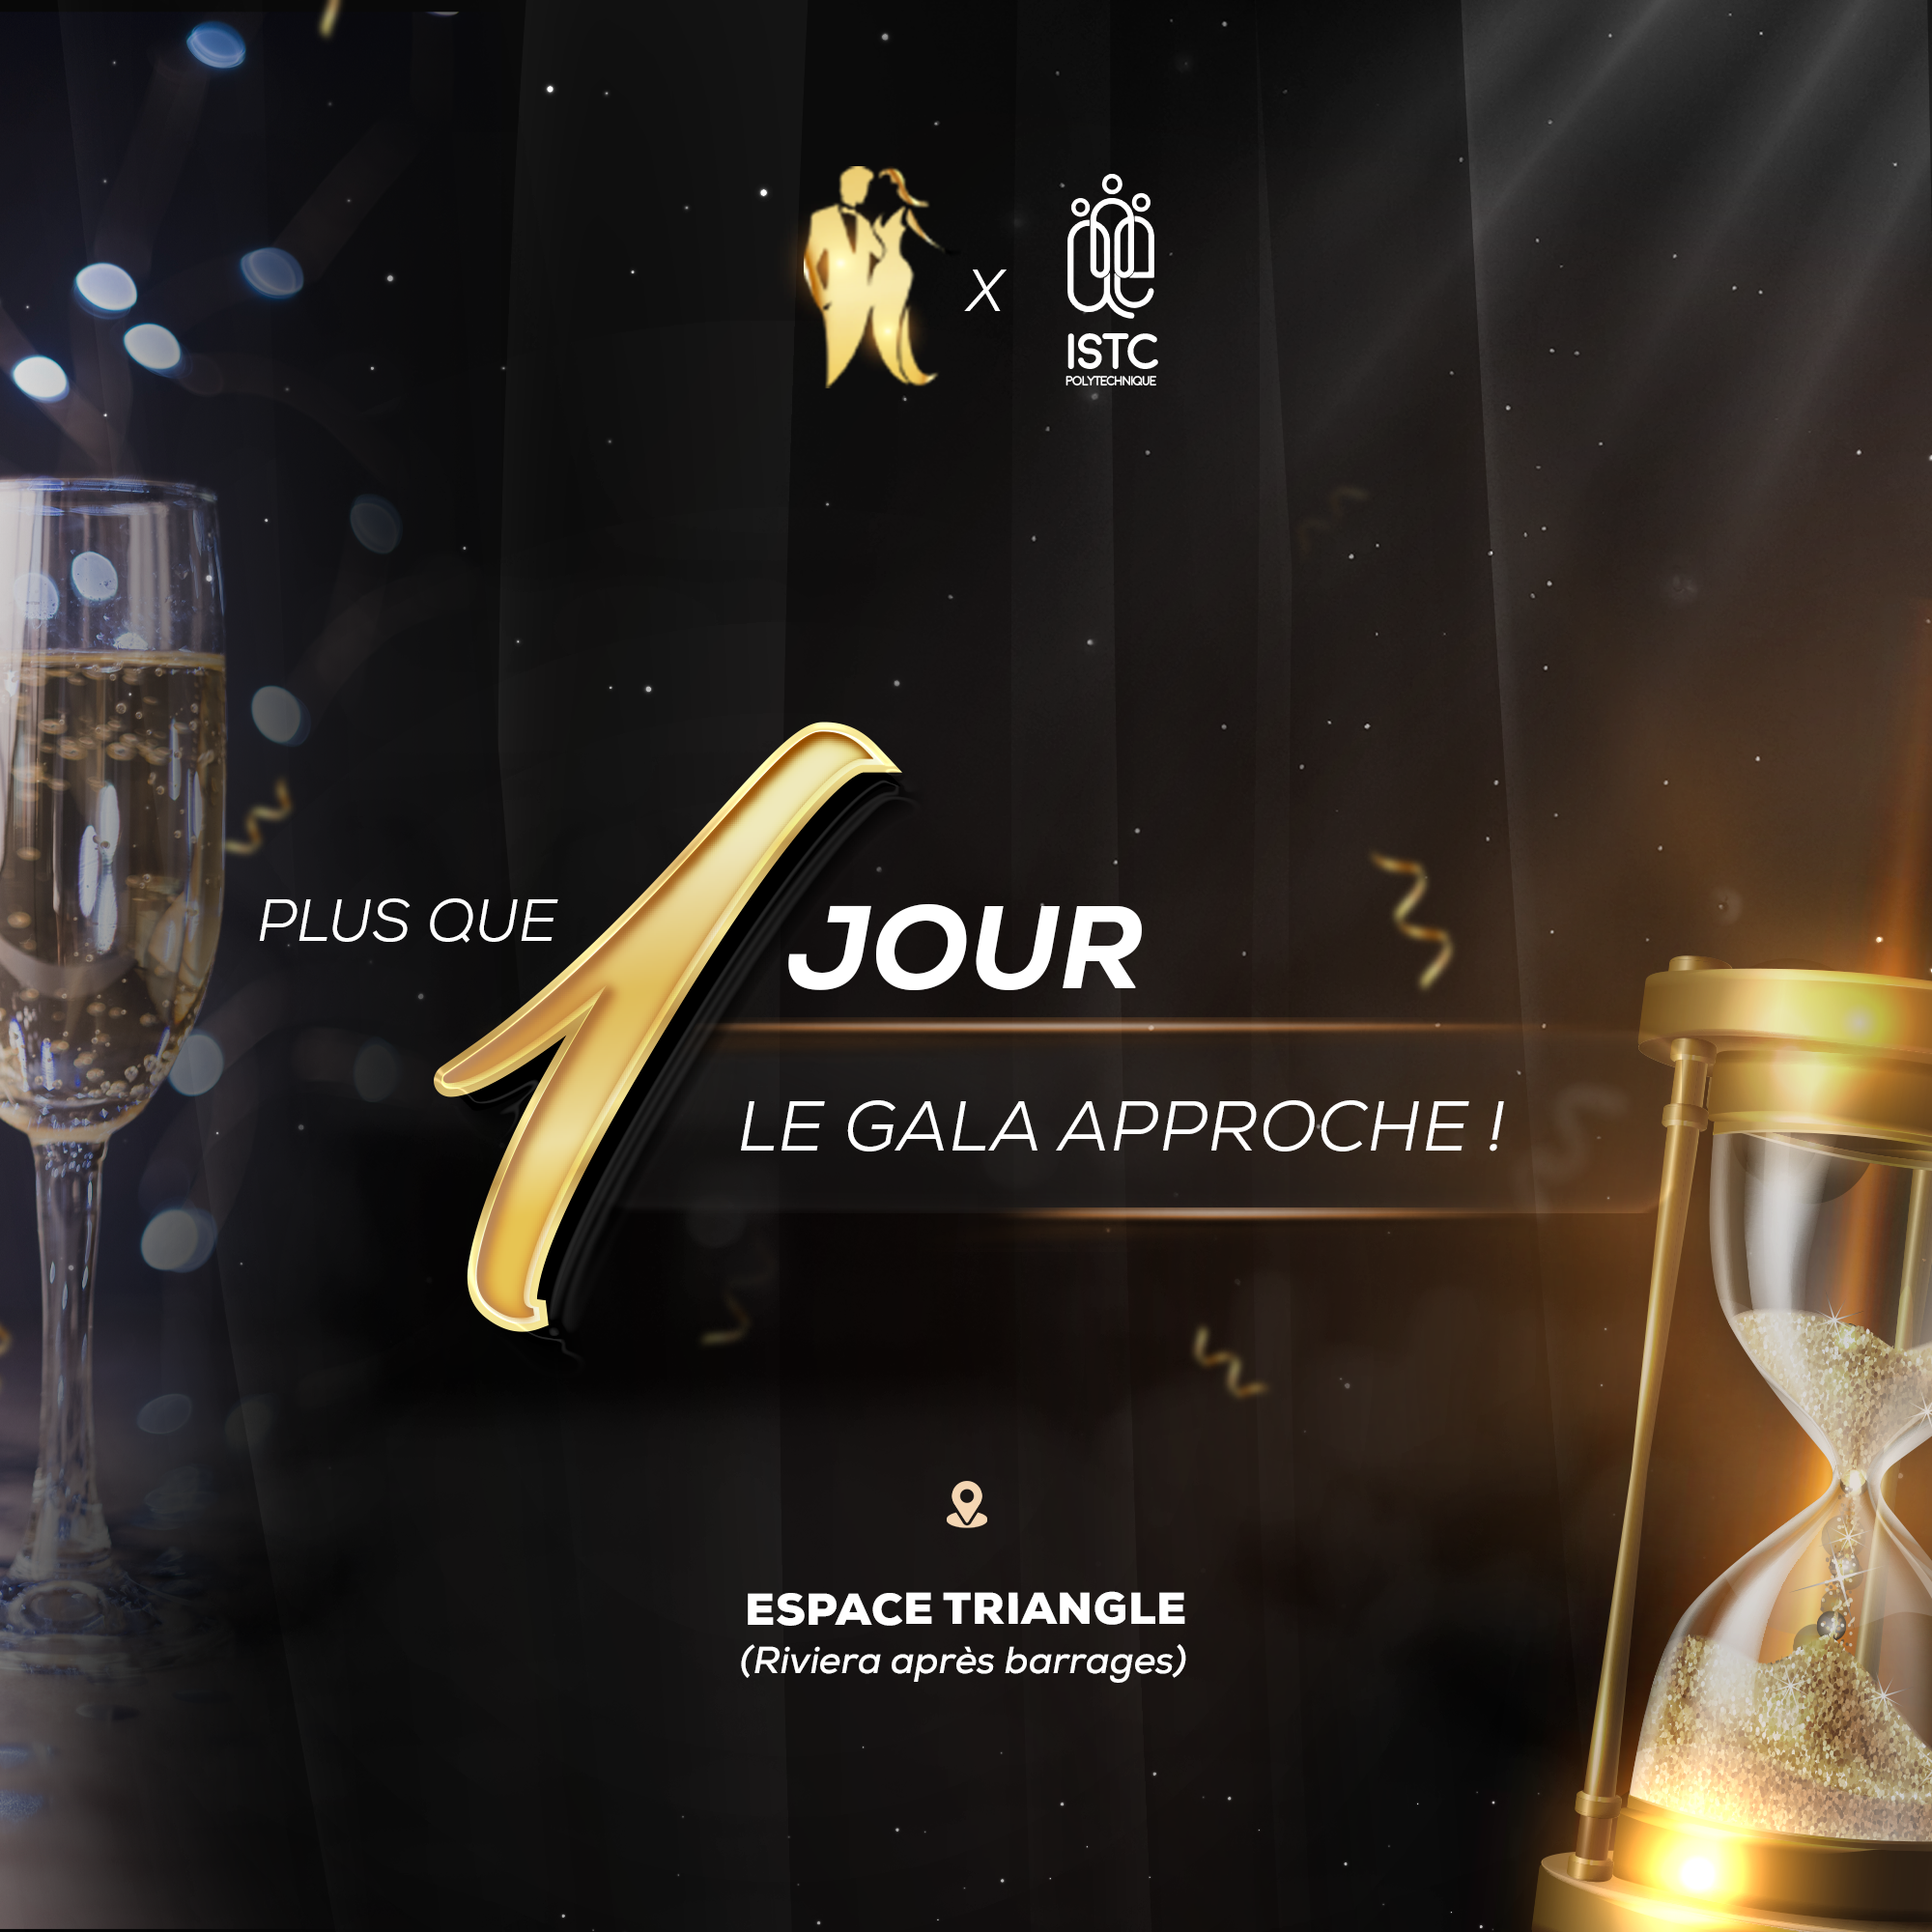 X
ISTC
POLYTECHNIQUE
PLUS QUE
1
JOUR
LE GALA APPROCHE !
ESPACE TRIANGLE
(Riviera après barrages)